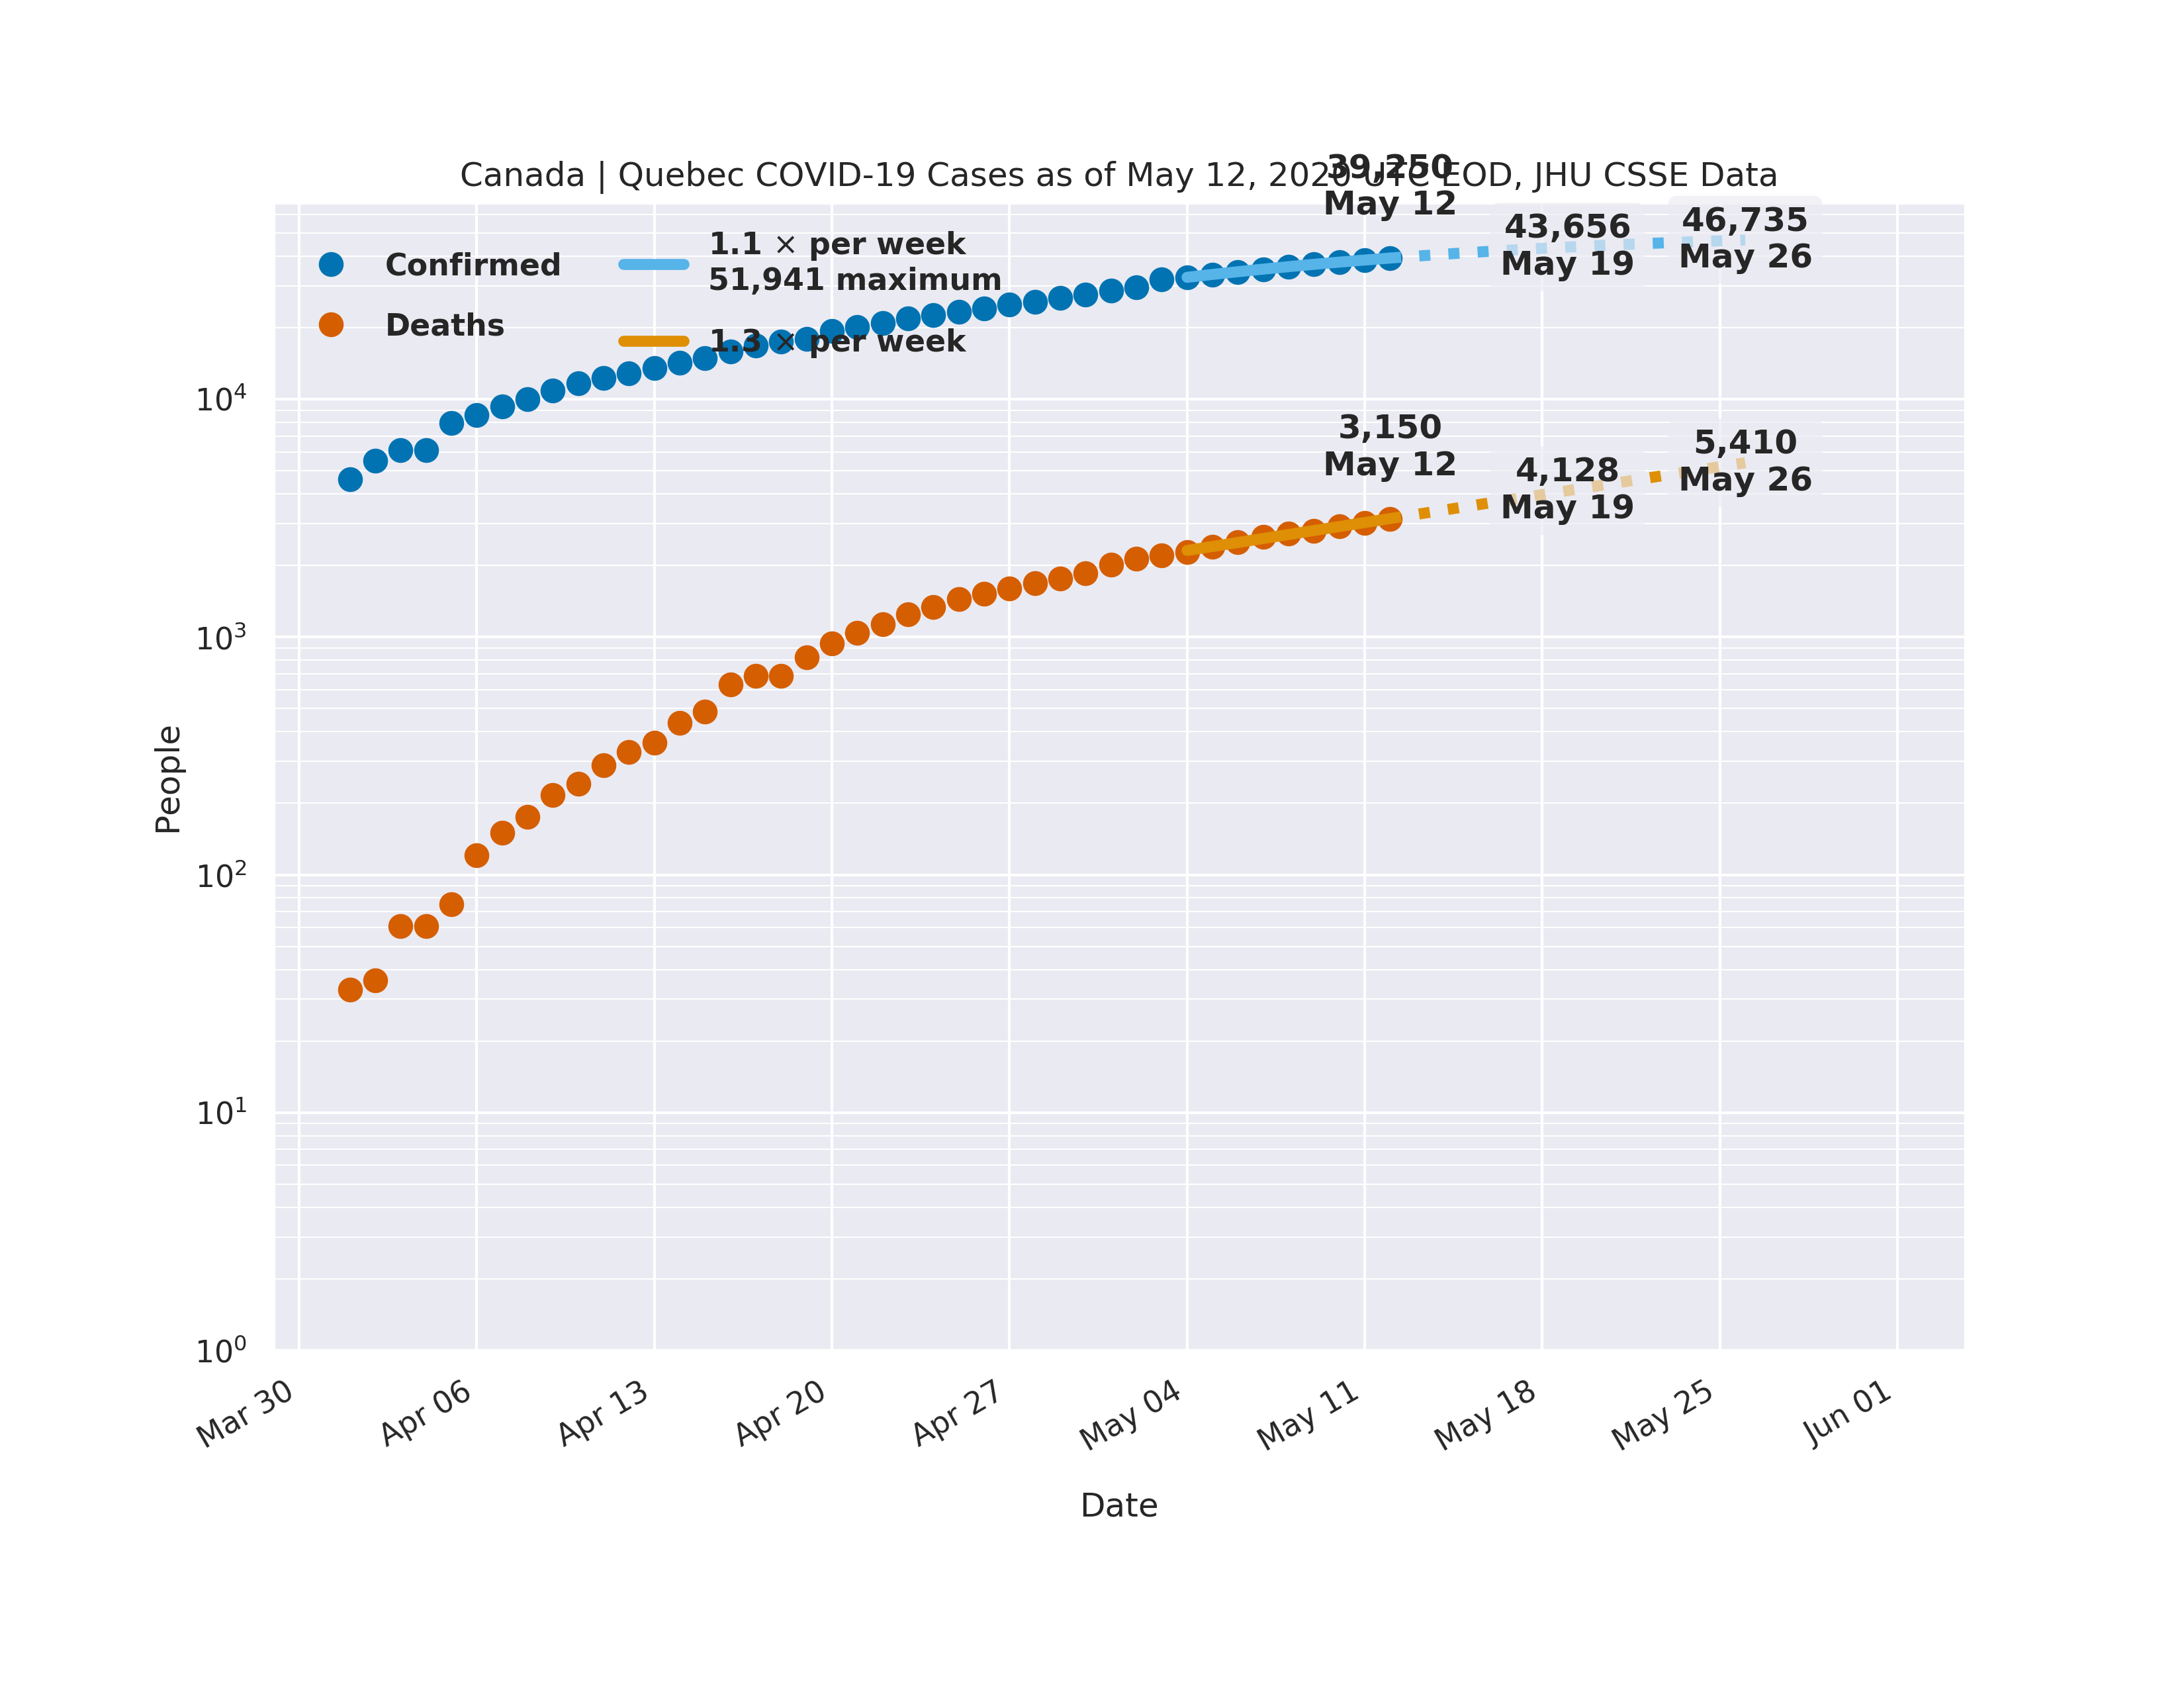 Canada | Quebec COVID-19 Cases as of May 12, 2020 UTC EOD, JHU CSSE Data
39,250
May 12
43,656
May 19
46,735
May 26
Confirmed
Deaths
1.1 × per week
51,941 maximum
1.3 × per week
3,150
May 12
4,128
May 19
5,410
May 26
People
10⁴
10³
10²
10¹
10⁰
Mar 30
Apr 06
Apr 13
Apr 20
Apr 27
May 04
May 11
May 18
May 25
Jun 01
Date